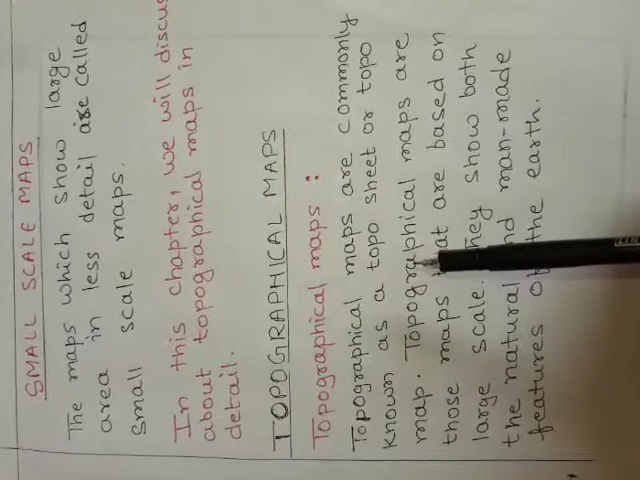 SMALL SCALE MAPS
The maps which show large
area in less detail are called
small scale maps.
In this chapter, we will discus
about topographical maps in
detail.
TOPOGRAPHICAL MAPS
Topographical maps :
Topographical maps are commonly
known as a topo sheet or topo
map. Topographical maps are
those maps that are based on
large scale. They show both
the natural and man-made
features of the earth.